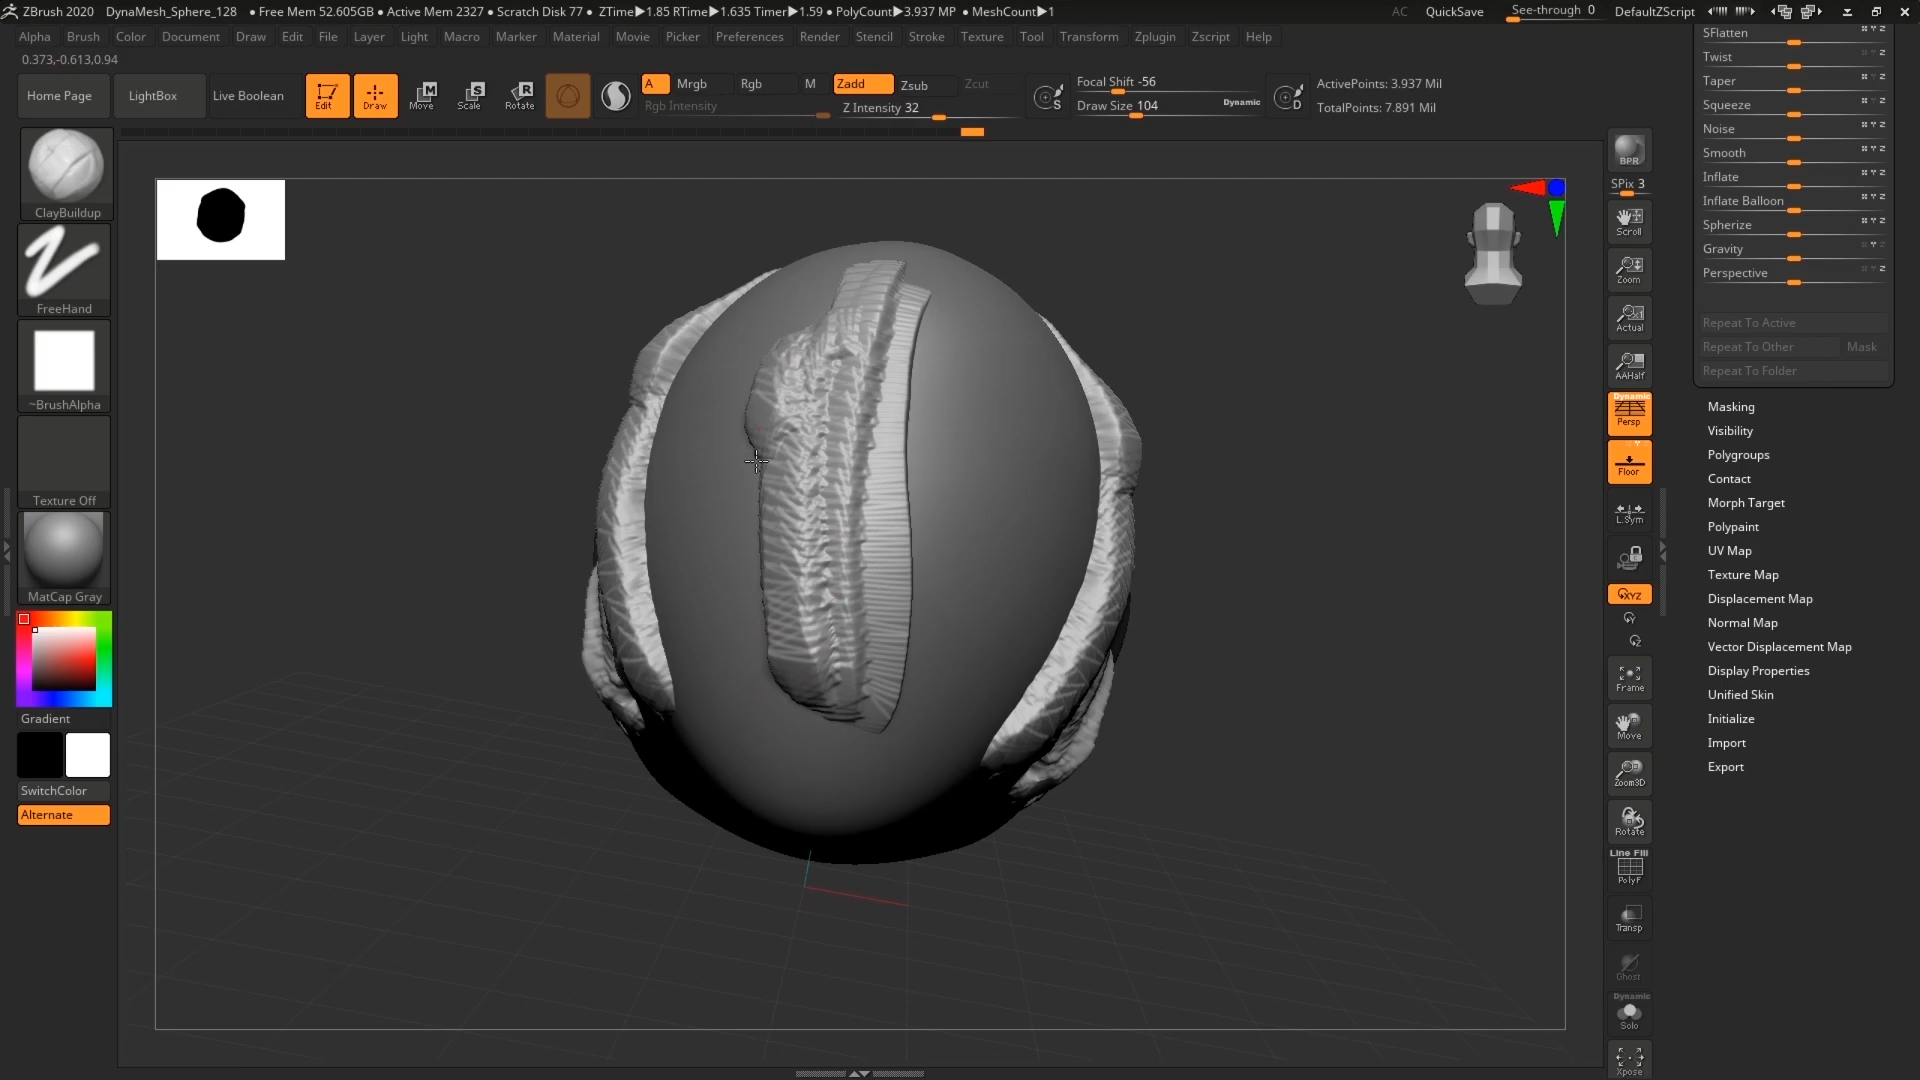 ZBrush 2020 DynaMesh_Sphere_128 • Free Mem 52.605GB • Active Mem 2327 • Scratch Disk 77 • ZTime▶1.85 RTime▶1.635 Timer▶1.59 • PolyCount▶3.937 MP • MeshCount▶1 AC QuickSave See-through 0 DefaultZScript
Alpha Brush Color Document Draw Edit File Layer Light Macro Marker Material Movie Picker Preferences Render Stencil Stroke Texture Tool Transform Zplugin Zscript Help
0.373,-0.613,0.94
Home Page LightBox Live Boolean Edit Draw Move Scale Rotate
M S R
A Mrgb Rgb M Zadd Zsub Zcut
Rgb Intensity Z Intensity 32
S Focal Shift -56
Draw Size 104 Dynamic D
ActivePoints: 3.937 Mil
TotalPoints: 7.891 Mil
ClayBuildup
FreeHand
~BrushAlpha
Texture Off
MatCap Gray
Gradient
SwitchColor
Alternate
BPR
SPix 3
Scroll
Zoom
Actual
AAHalf
Dynamic
Persp
Floor
L.Sym
XYZ
Y
Z
Frame
Move
Zoom3D
Rotate
Line Fill
PolyF
Transp
Ghost
Dynamic
Solo
Xpose
SFlatten
Twist
Taper
Squeeze
Noise
Smooth
Inflate
Inflate Balloon
Spherize
Gravity
Perspective
Repeat To Active
Repeat To Other Mask
Repeat To Folder
Masking
Visibility
Polygroups
Contact
Morph Target
Polypaint
UV Map
Texture Map
Displacement Map
Normal Map
Vector Displacement Map
Display Properties
Unified Skin
Initialize
Import
Export